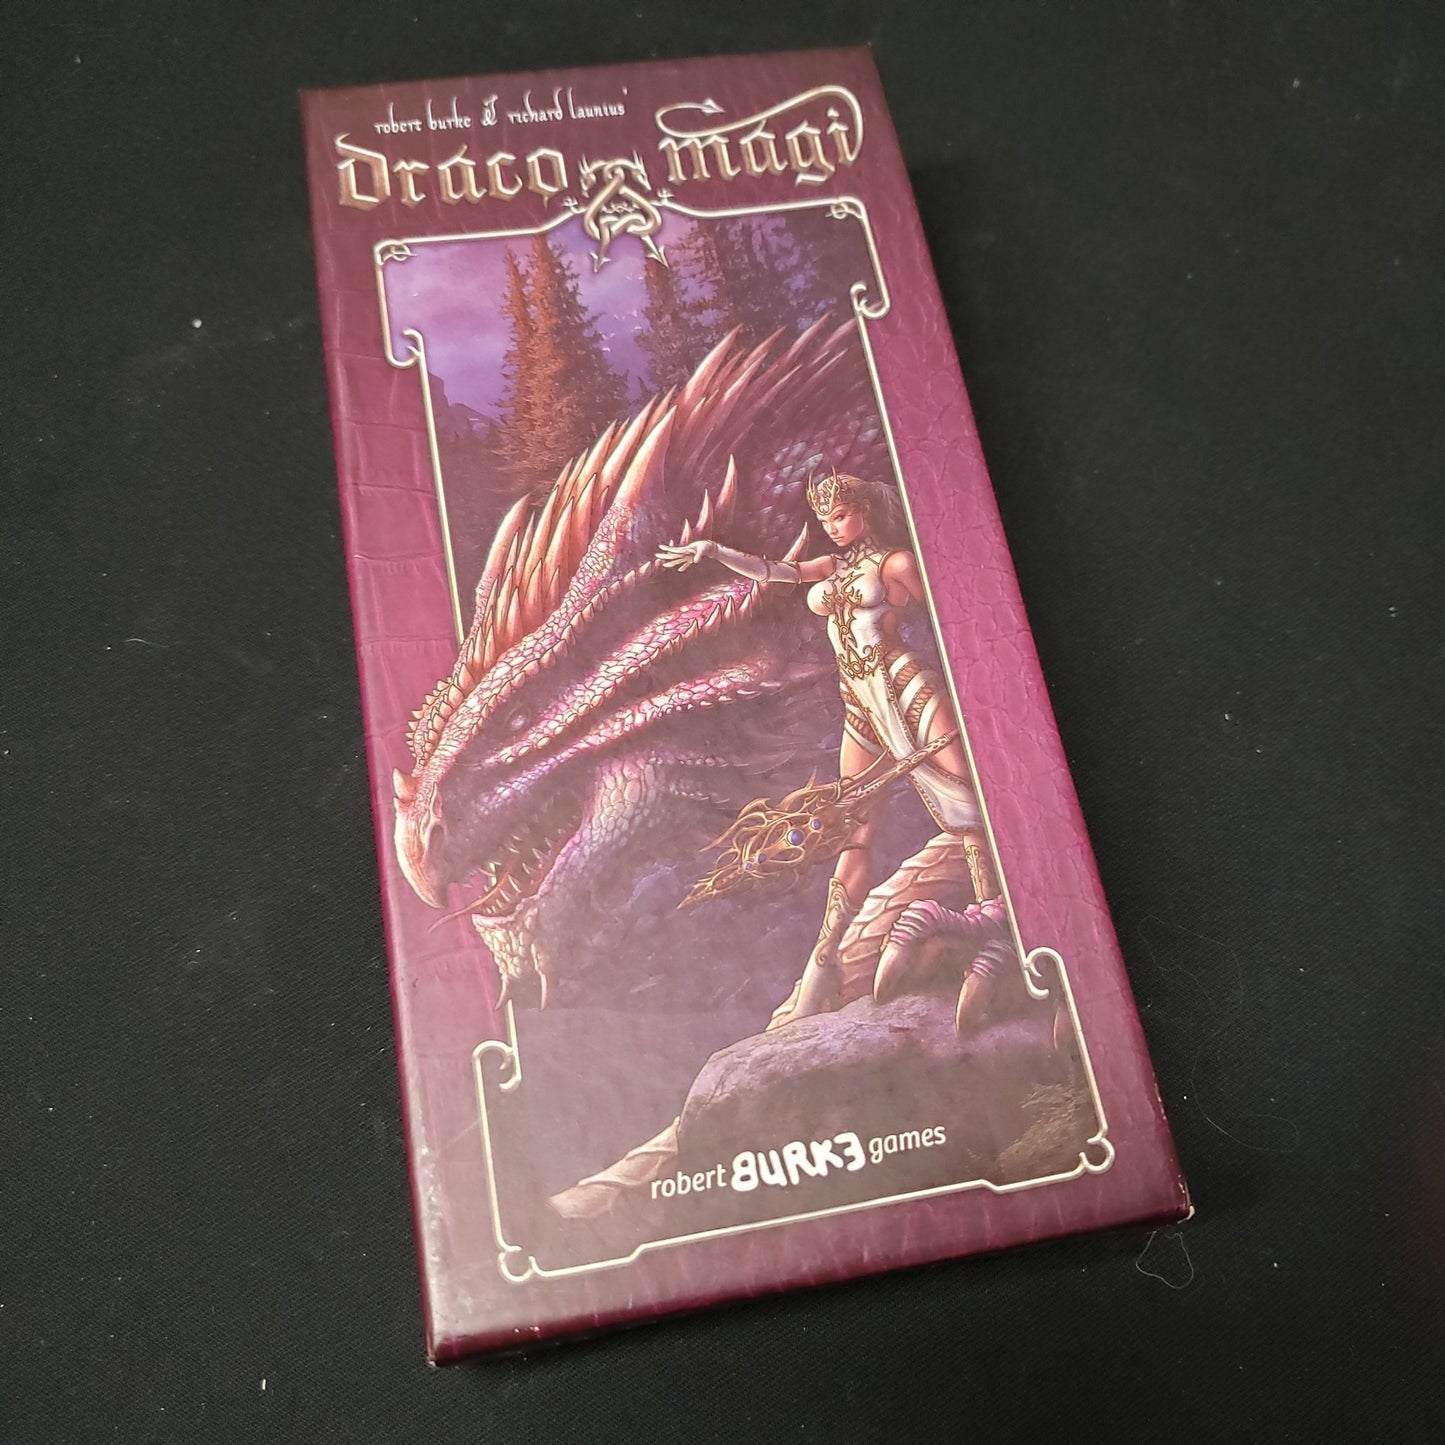 robert burke & richard launius'
draco magi
robert BURKE games